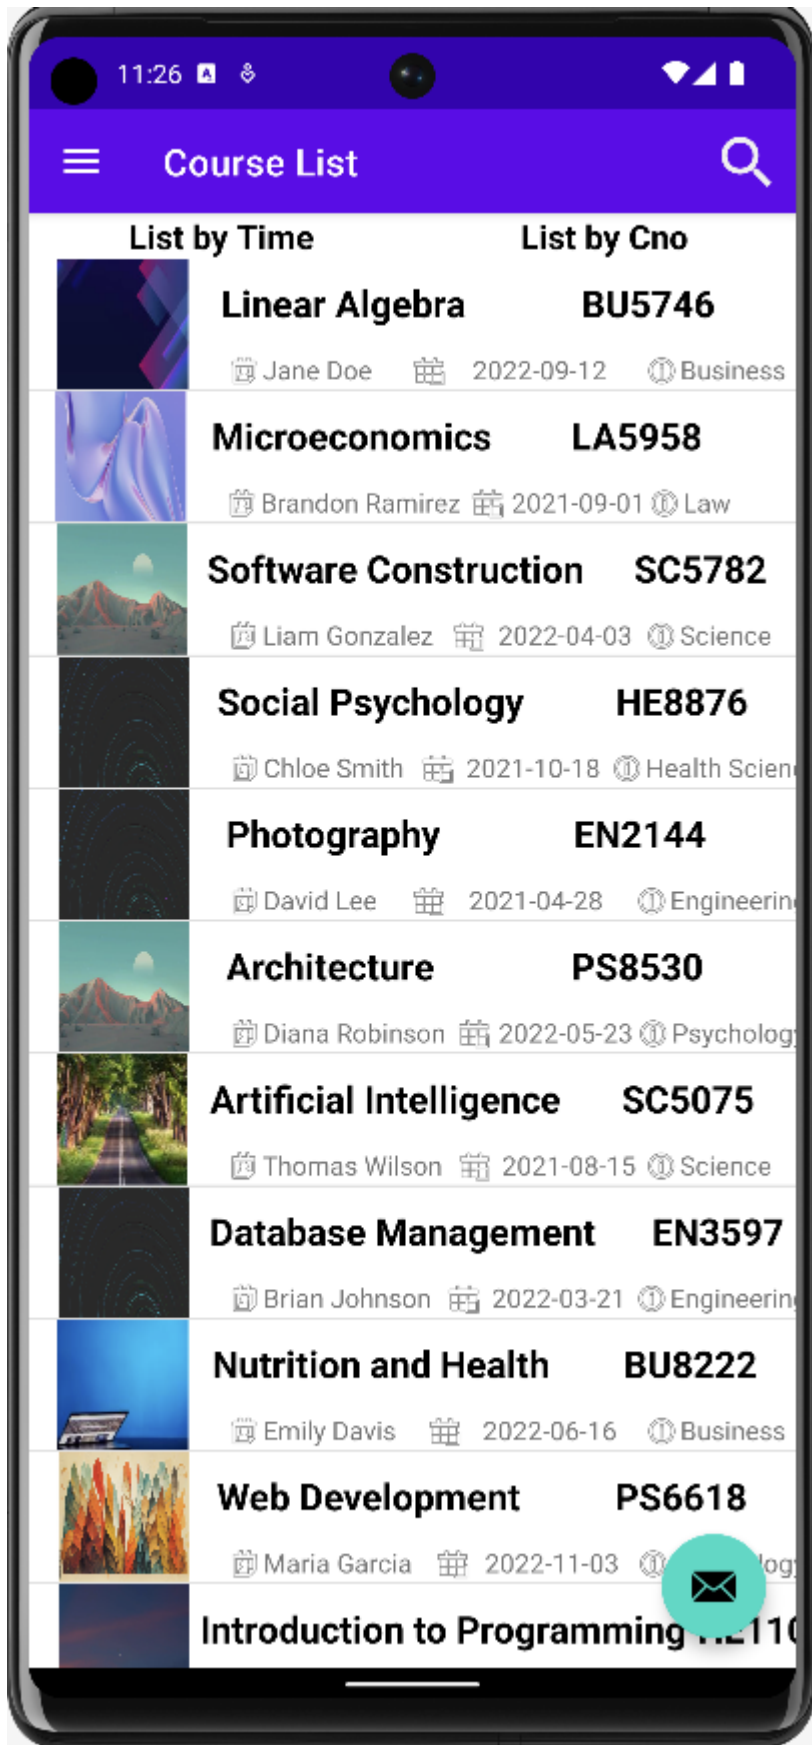 11:26
Course List
List by Time List by Cno
Linear Algebra BU5746
Jane Doe 2022-09-12 Business
Microeconomics LA5958
Brandon Ramirez 2021-09-01 Law
Software Construction SC5782
Liam Gonzalez 2022-04-03 Science
Social Psychology HE8876
Chloe Smith 2021-10-18 Health Scien
Photography EN2144
David Lee 2021-04-28 Engineerin
Architecture PS8530
Diana Robinson 2022-05-23 Psycholog
Artificial Intelligence SC5075
Thomas Wilson 2021-08-15 Science
Database Management EN3597
Brian Johnson 2022-03-21 Engineerin
Nutrition and Health BU8222
Emily Davis 2022-06-16 Business
Web Development PS6618
Maria Garcia 2022-11-03
Introduction to Programming